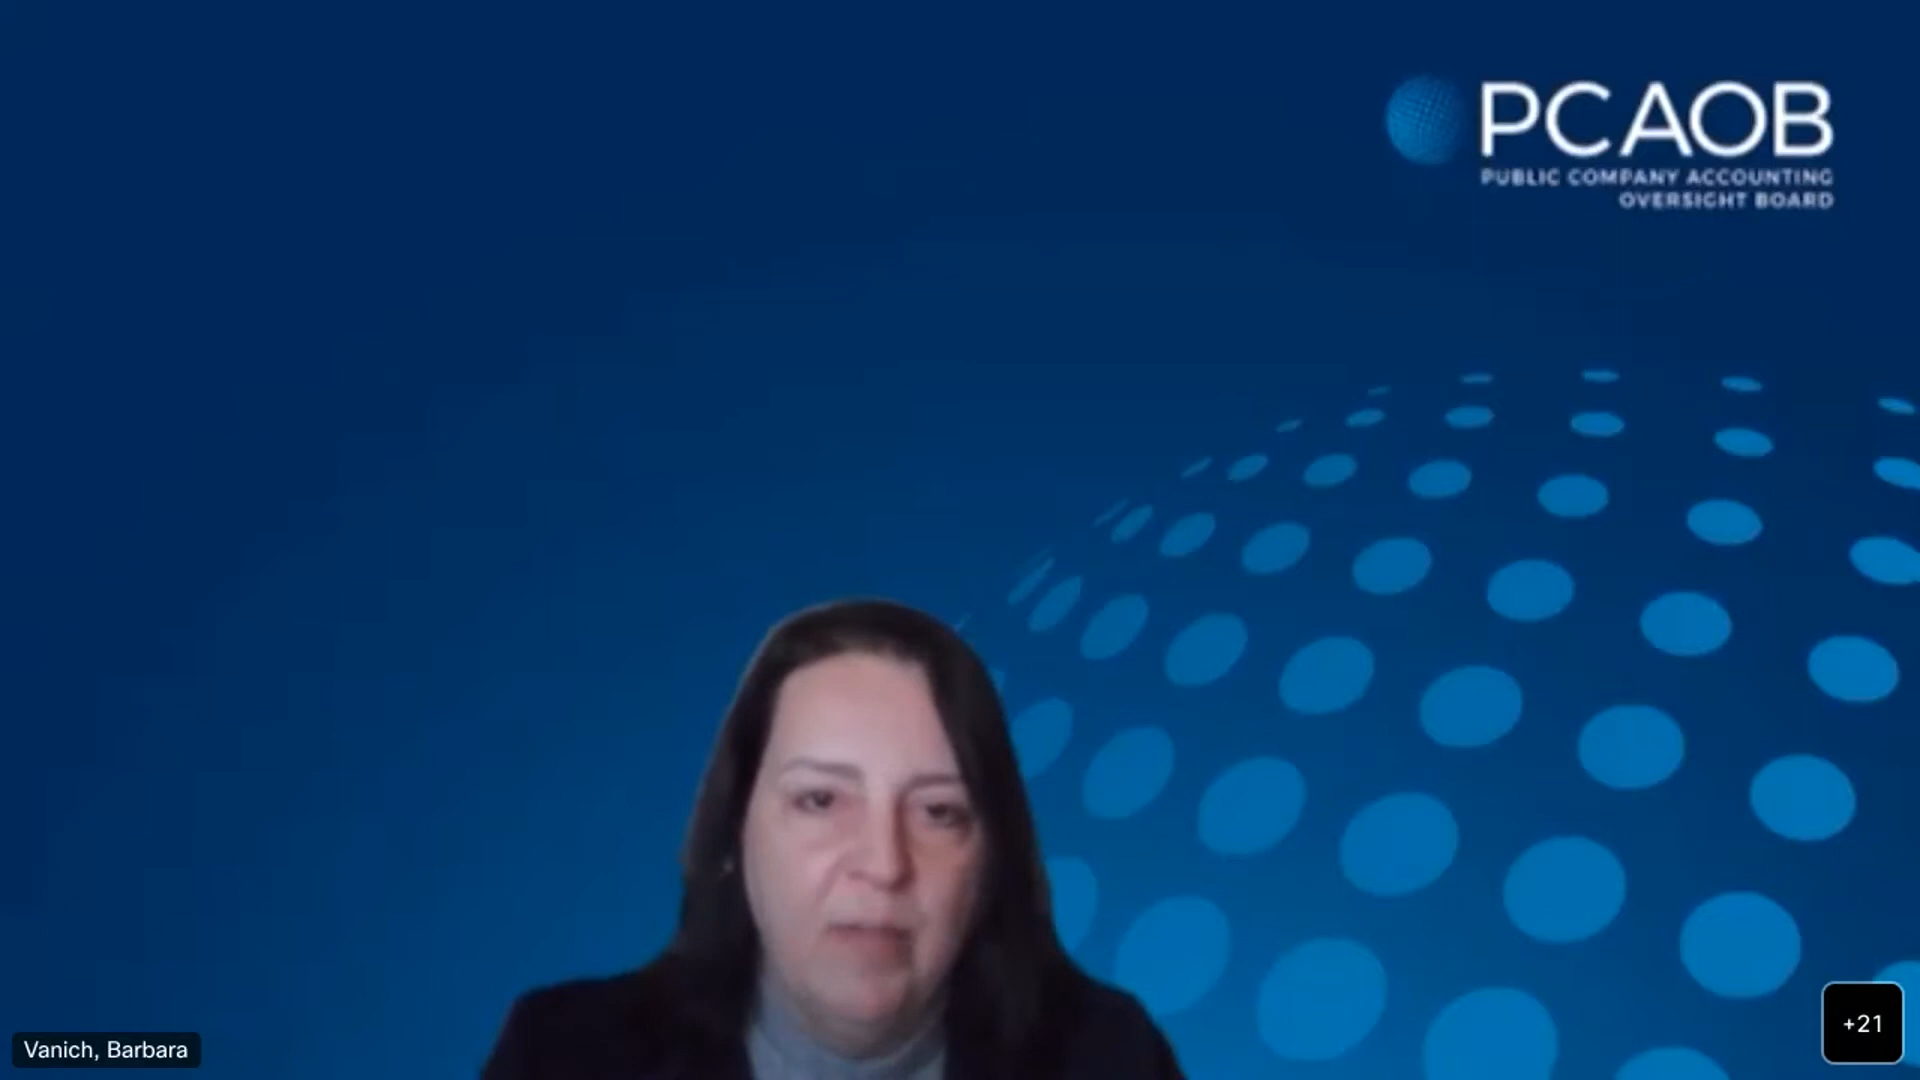 PCAOB
PUBLIC COMPANY ACCOUNTING
OVERSIGHT BOARD
Vanich, Barbara
+21